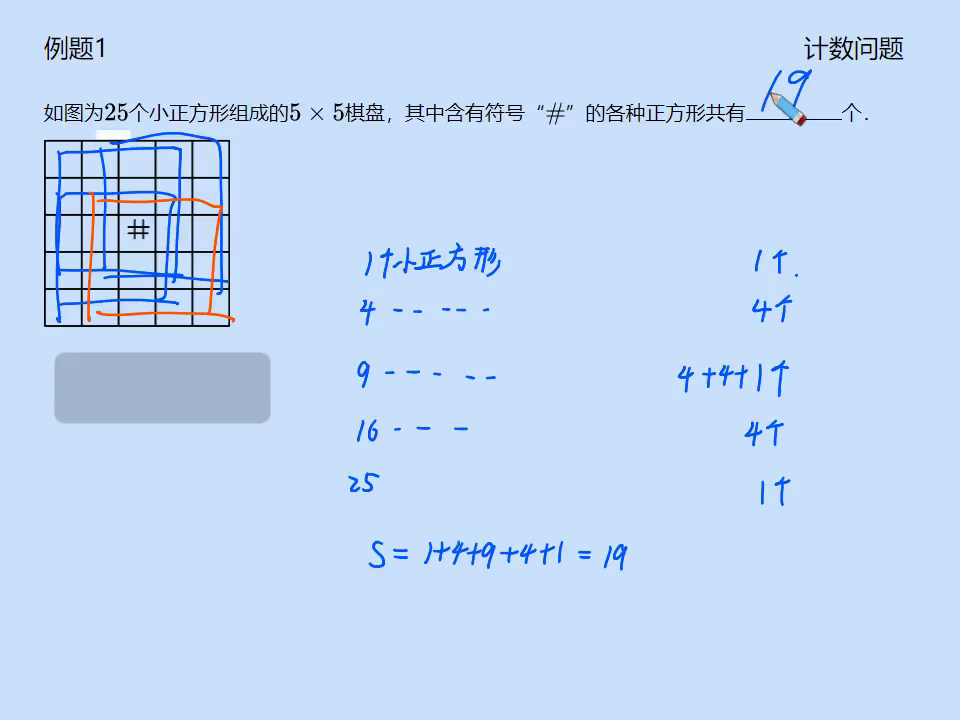 例题1
计数问题
如图为25个小正方形组成的5×5棋盘，其中含有符号“#”的各种正方形共有 19 个.
#
1个小正方形 1个.
4 -- -- - 4个
9 --- -- 4+4+1个
16 - - - 4个
25 1个
S = 1+4+9+4+1 = 19